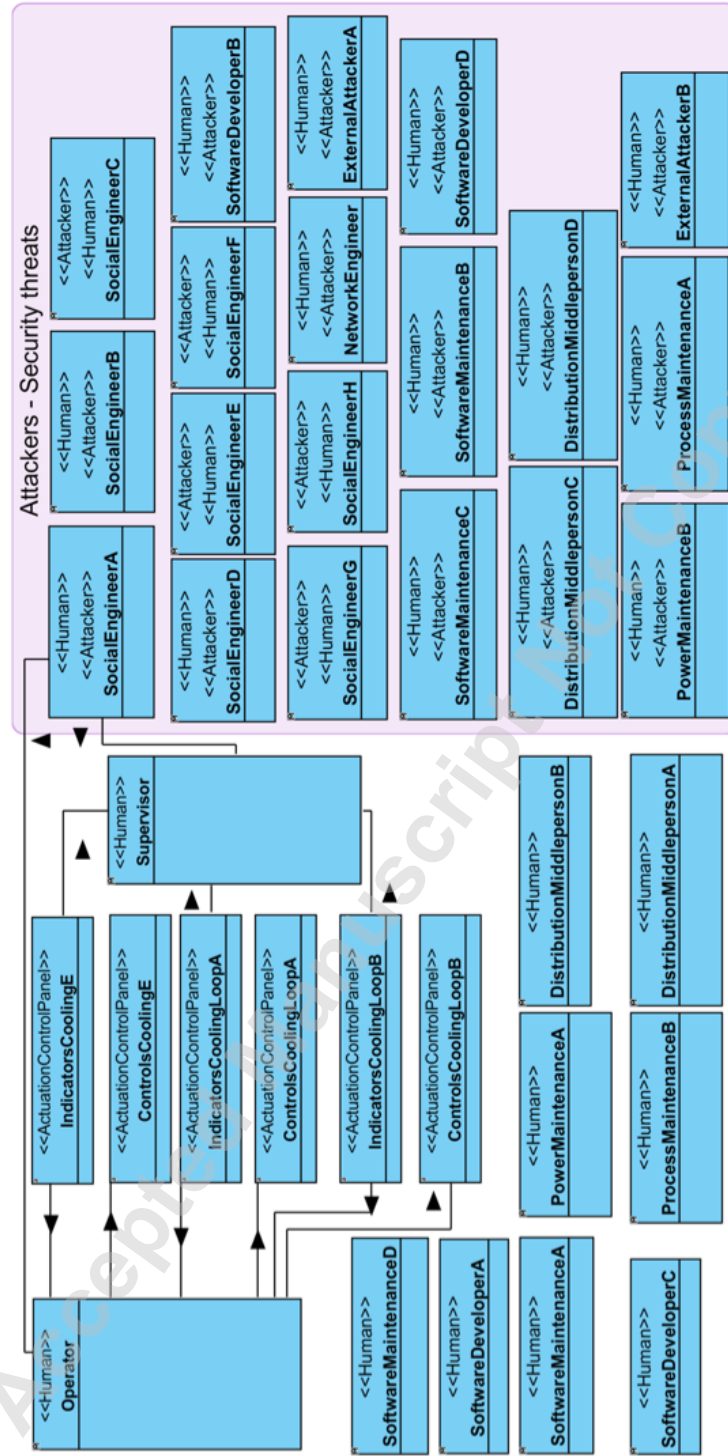 Attackers - Security threats
<<Human>>
Operator
<<ActuationControlPanel>>
IndicatorsCoolingE
<<ActuationControlPanel>>
ControlsCoolingE
<<ActuationControlPanel>>
IndicatorsCoolingLoopA
<<ActuationControlPanel>>
ControlsCoolingLoopA
<<ActuationControlPanel>>
IndicatorsCoolingLoopB
<<ActuationControlPanel>>
ControlsCoolingLoopB
<<Human>>
Supervisor
<<Human>>
<<Attacker>>
SocialEngineerA
<<Human>>
<<Attacker>>
SocialEngineerB
<<Attacker>>
<<Human>>
SocialEngineerC
<<Human>>
<<Attacker>>
SocialEngineerD
<<Attacker>>
<<Human>>
SocialEngineerE
<<Attacker>>
<<Human>>
SocialEngineerF
<<Human>>
<<Attacker>>
SoftwareDeveloperB
<<Attacker>>
<<Human>>
SocialEngineerG
<<Attacker>>
<<Human>>
SocialEngineerH
<<Human>>
<<Attacker>>
NetworkEngineer
<<Human>>
<<Attacker>>
ExternalAttackerA
<<Human>>
<<Attacker>>
SoftwareMaintenanceC
<<Human>>
<<Attacker>>
SoftwareMaintenanceB
<<Human>>
<<Attacker>>
SoftwareDeveloperD
<<Human>>
<<Attacker>>
DistributionMiddlepersonC
<<Human>>
<<Attacker>>
DistributionMiddlepersonD
<<Human>>
<<Attacker>>
PowerMaintenanceB
<<Human>>
<<Attacker>>
ProcessMaintenanceA
<<Human>>
<<Attacker>>
ExternalAttackerB
<<Human>>
SoftwareMaintenanceD
<<Human>>
SoftwareDeveloperA
<<Human>>
SoftwareMaintenanceA
<<Human>>
PowerMaintenanceA
<<Human>>
DistributionMiddlepersonB
<<Human>>
SoftwareDeveloperC
<<Human>>
ProcessMaintenanceB
<<Human>>
DistributionMiddlepersonA
Accepted Manuscript Not Cop